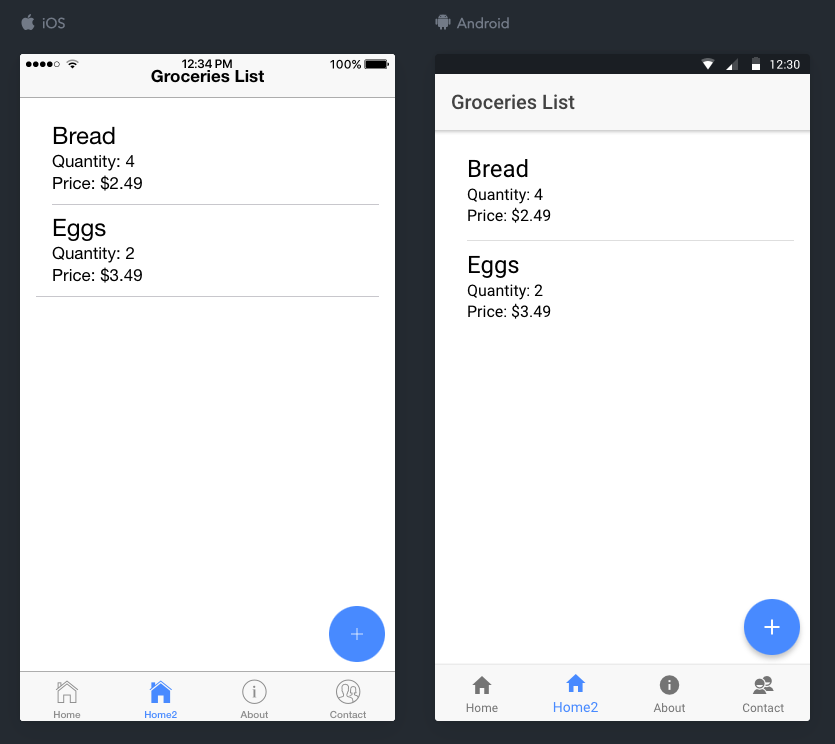 iOS
12:34 PM
100%
Groceries List
Bread
Quantity: 4
Price: $2.49
Eggs
Quantity: 2
Price: $3.49
+
Home
Home2
About
Contact
Android
12:30
Groceries List
Bread
Quantity: 4
Price: $2.49
Eggs
Quantity: 2
Price: $3.49
+
Home
Home2
About
Contact